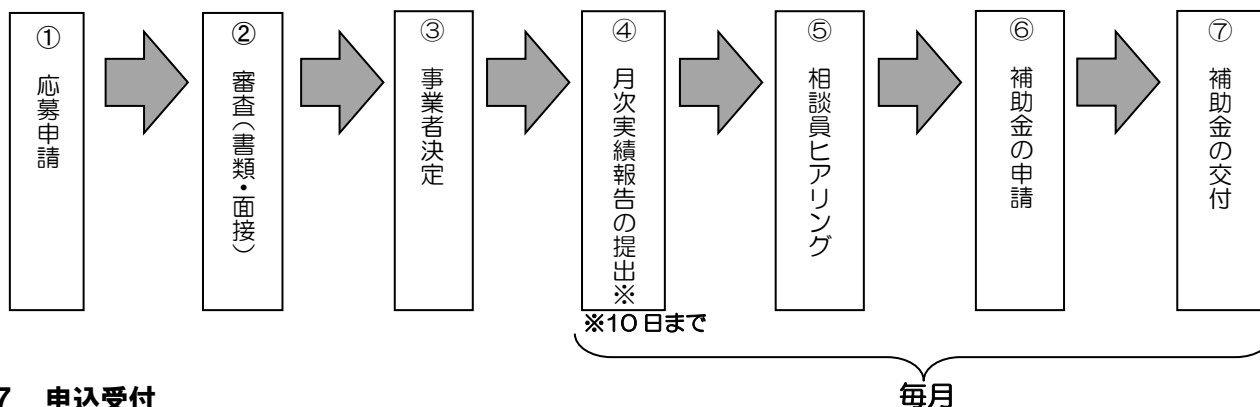 ①　応募申請
②　審査（書類・面接）
③　事業者決定
④　月次実績報告の提出※
⑤　相談員ヒアリング
⑥　補助金の申請
⑦　補助金の交付
※10日まで
毎月
7　申込受付